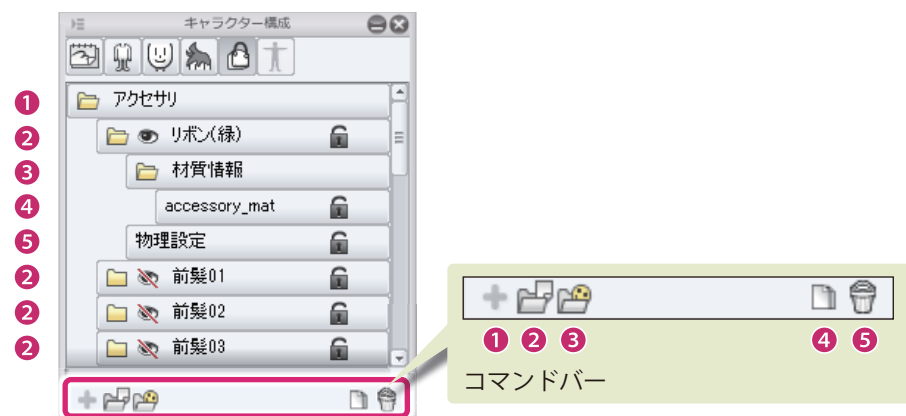 キャラクター構成
❶ アクセサリ
❷ リボン(緑)
❸ 材質情報
❹ accessory_mat
❺ 物理設定
❷ 前髪01
❷ 前髪02
❷ 前髪03
❶ ❷ ❸ ❹ ❺
コマンドバー